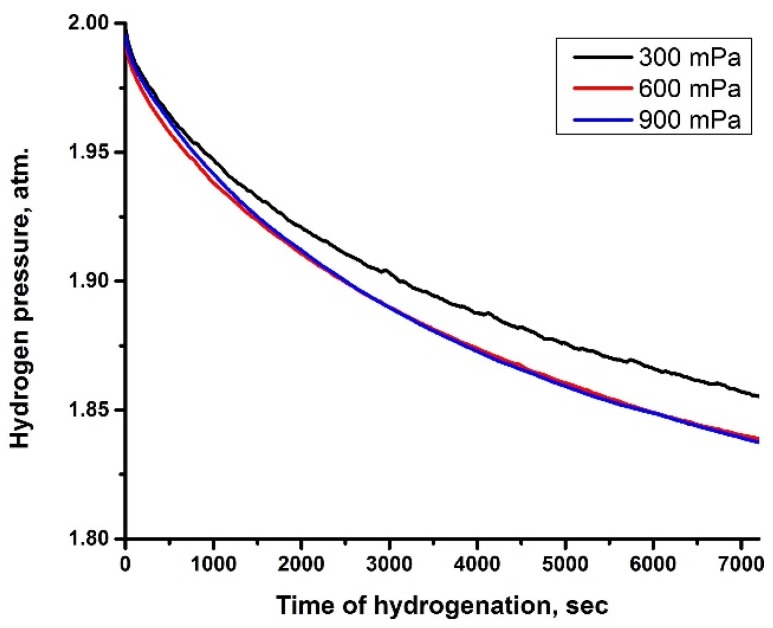 2.00
1.95
1.90
1.85
1.80
Hydrogen pressure, atm.
300 mPa
600 mPa
900 mPa
0 1000 2000 3000 4000 5000 6000 7000
Time of hydrogenation, sec